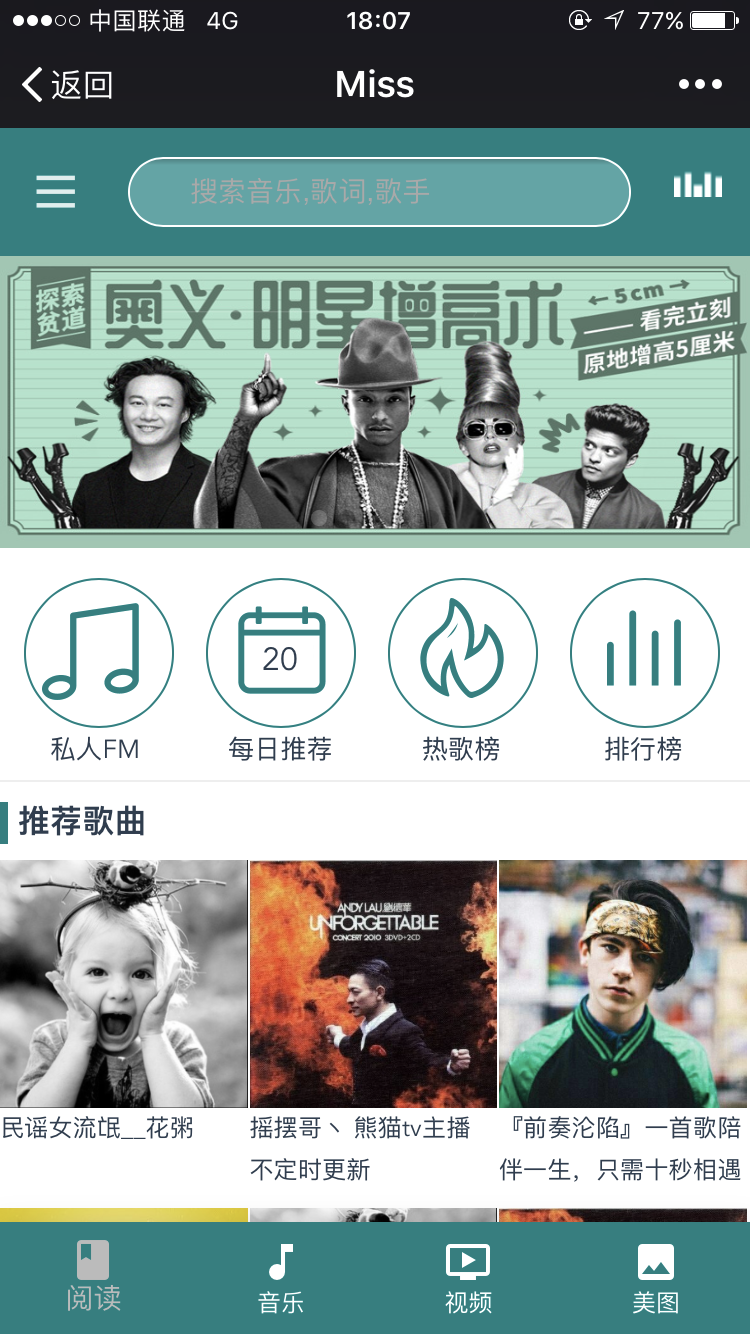 中国联通 4G 18:07 77%
返回 Miss
搜索音乐,歌词,歌手
探索
贫道
奥义·明星增高术
5cm
看完立刻
原地增高5厘米
20
私人FM 每日推荐 热歌榜 排行榜
推荐歌曲
ANDY LAU 劉德華
UNFORGETTABLE
CONCERT 2010 3DVD+2CD
民谣女流氓__花粥
摇摆哥丶 熊猫tv主播
不定时更新
『前奏沦陷』一首歌陪
伴一生，只需十秒相遇
阅读 音乐 视频 美图